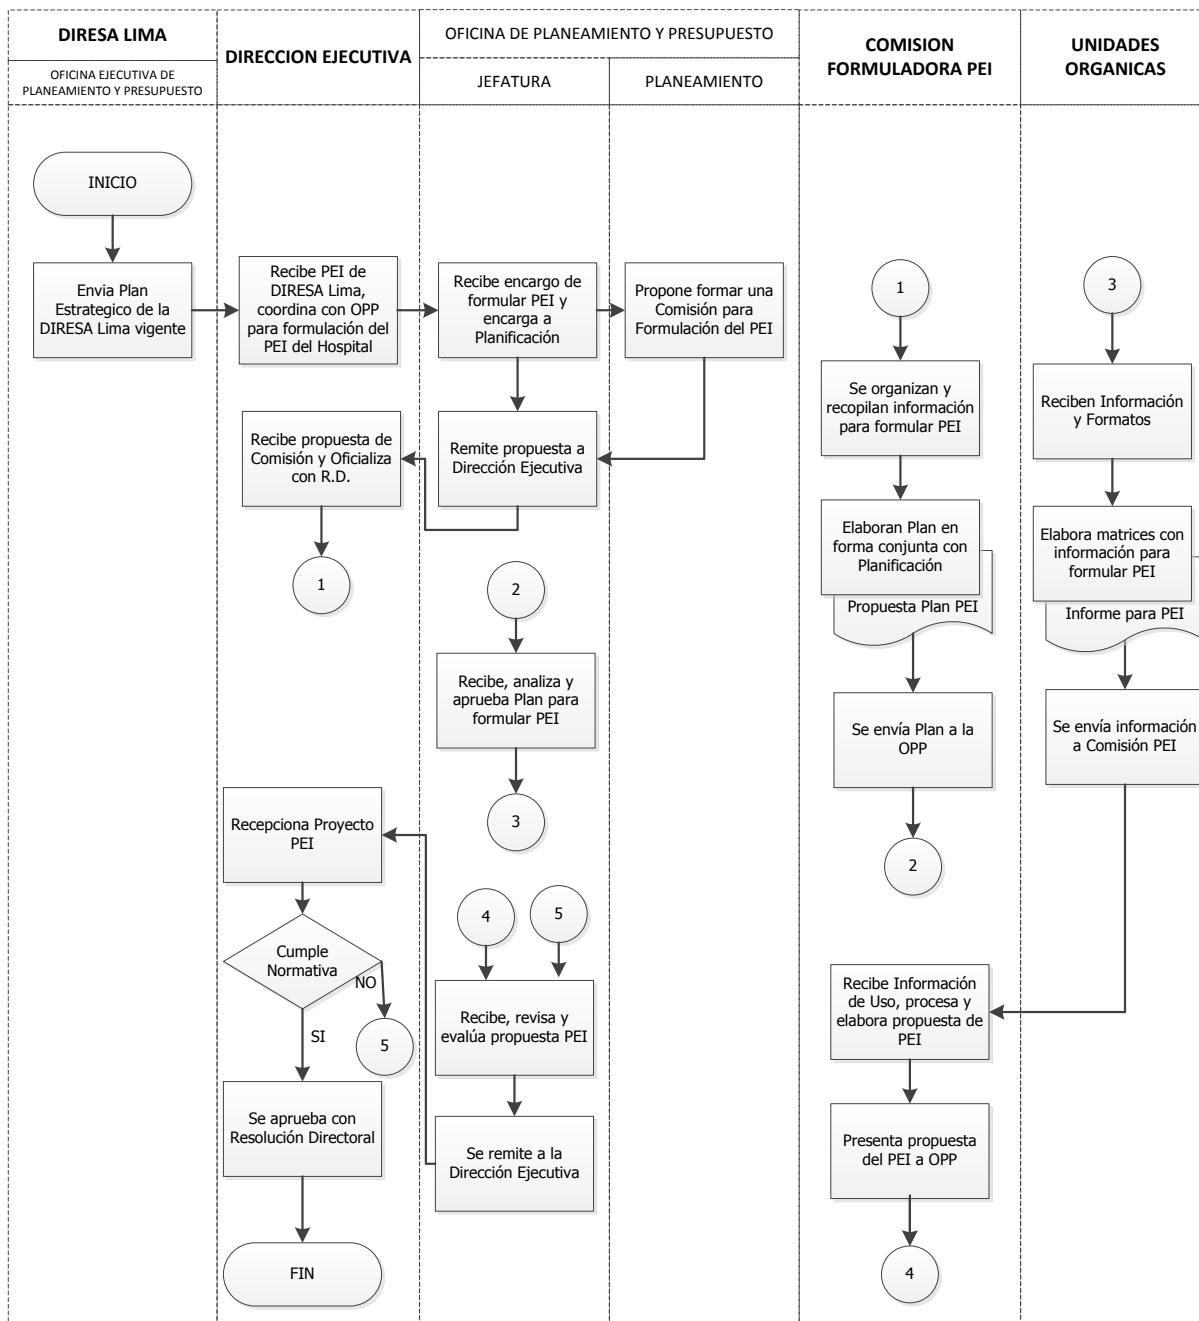 DIRESA LIMA
OFICINA EJECUTIVA DE
PLANEAMIENTO Y PRESUPUESTO
DIRECCION EJECUTIVA
OFICINA DE PLANEAMIENTO Y PRESUPUESTO
JEFATURA
PLANEAMIENTO
COMISION
FORMULADORA PEI
UNIDADES
ORGANICAS
INICIO
Envia Plan
Estrategico de la
DIRESA Lima vigente
Recibe PEI de
DIRESA Lima,
coordina con OPP
para formulación del
PEI del Hospital
Recibe encargo de
formular PEI y
encarga a
Planificación
Propone formar una
Comisión para
Formulación del PEI
1
3
Se organizan y
recopilan información
para formular PEI
Reciben Información
y Formatos
Recibe propuesta de
Comisión y Oficializa
con R.D.
Remite propuesta a
Dirección Ejecutiva
Elaboran Plan en
forma conjunta con
Planificación
Propuesta Plan PEI
Elabora matrices con
información para
formular PEI
Informe para PEI
1
2
Recibe, analiza y
aprueba Plan para
formular PEI
Se envía Plan a la
OPP
Se envía información
a Comisión PEI
3
2
Recepciona Proyecto
PEI
Cumple
Normativa
NO
SI
5
4
5
Recibe, revisa y
evalúa propuesta PEI
Recibe Información
de Uso, procesa y
elabora propuesta de
PEI
Se aprueba con
Resolución Directoral
Se remite a la
Dirección Ejecutiva
Presenta propuesta
del PEI a OPP
FIN
4